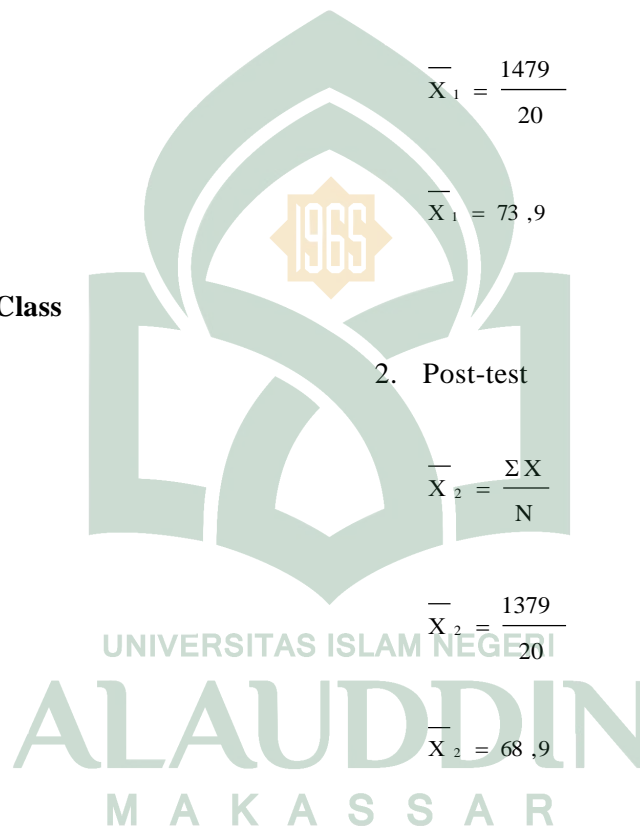 X̅ ₁ = 1479 / 20
X̅ ₁ = 73 ,9
1965
Class
2. Post-test
X̅ ₂ = Σ X / N
X̅ ₂ = 1379 / 20
UNIVERSITAS ISLAM NEGERI
ALAUDDIN
X̅ ₂ = 68 ,9
MAKASSAR